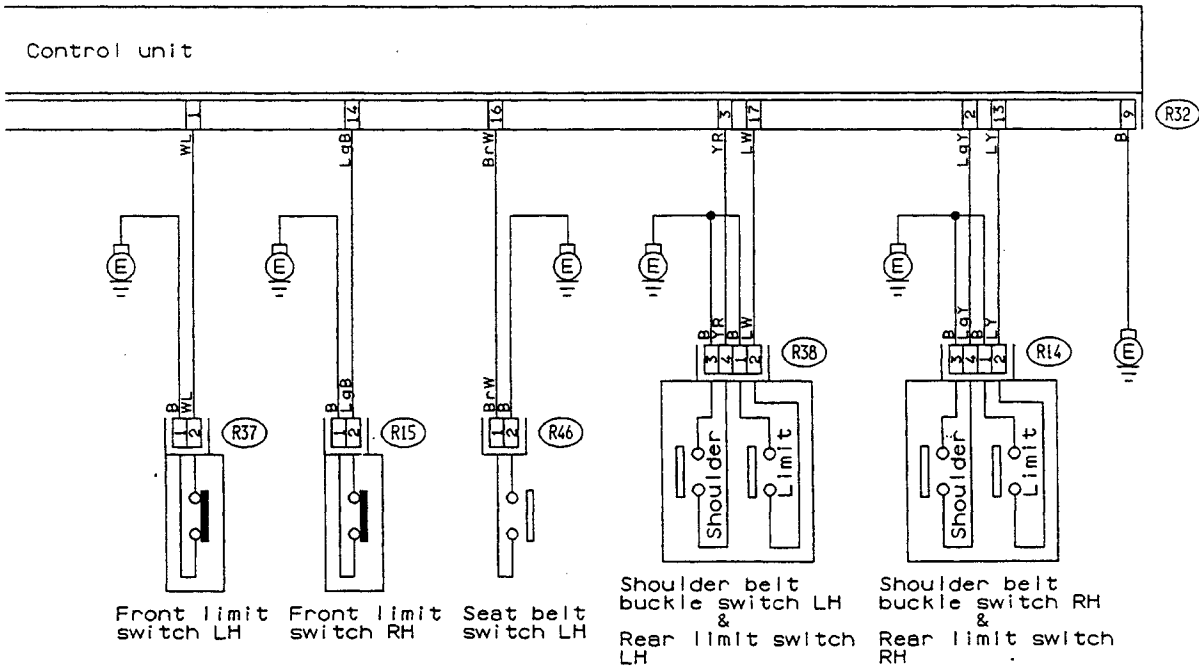 Control unit
1 14 16 3 17 2 13 9 R32
WL LgB BrW YR LW LgY LY B
E E E E E E
B YR B LW B LgY B LY
3 4 1 2 R38 3 4 1 2 R14
B WL B LgB BrW B
1 2 R37 1 2 R15 1 2 R46
Shoulder Limit Shoulder Limit
Front limit
switch LH
Front limit
switch RH
Seat belt
switch LH
Shoulder belt
buckle switch LH
&
Rear limit switch
LH
Shoulder belt
buckle switch RH
&
Rear limit switch
RH